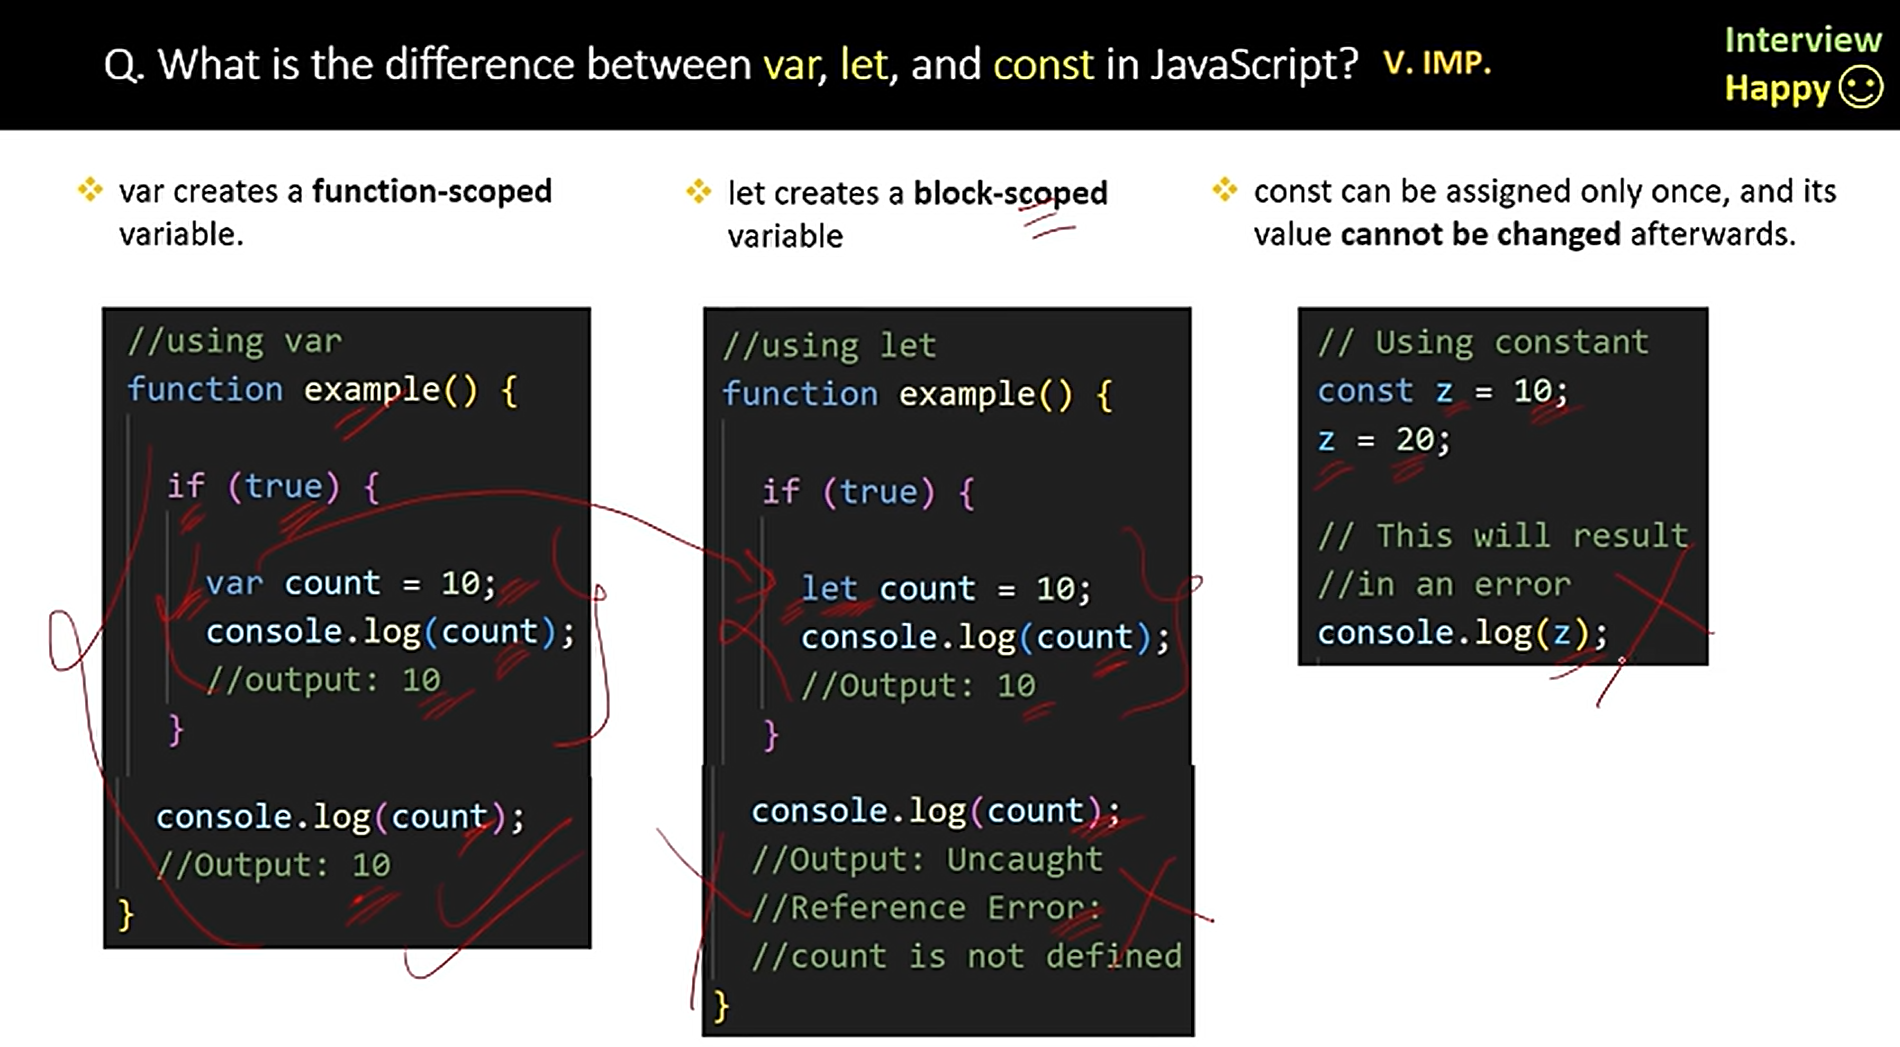 Q. What is the difference between var, let, and const in JavaScript? V. IMP.
Interview
Happy
var creates a function-scoped
variable.
//using var
function example() {
if (true) {
var count = 10;
console.log(count);
//output: 10
}
console.log(count);
//Output: 10
}
let creates a block-scoped
variable
//using let
function example() {
if (true) {
let count = 10;
console.log(count);
//Output: 10
}
console.log(count);
//Output: Uncaught
//Reference Error:
//count is not defined
}
const can be assigned only once, and its
value cannot be changed afterwards.
// Using constant
const z = 10;
z = 20;
// This will result
//in an error
console.log(z);